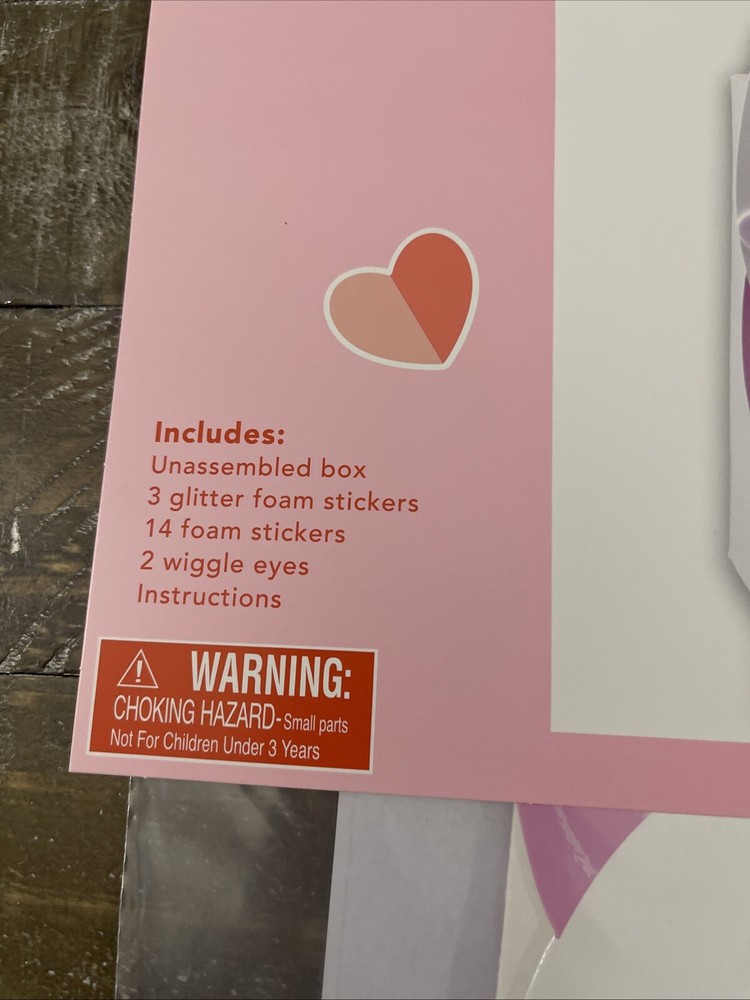 Includes:
Unassembled box
3 glitter foam stickers
14 foam stickers
2 wiggle eyes
Instructions
WARNING:
CHOKING HAZARD-Small parts
Not For Children Under 3 Years